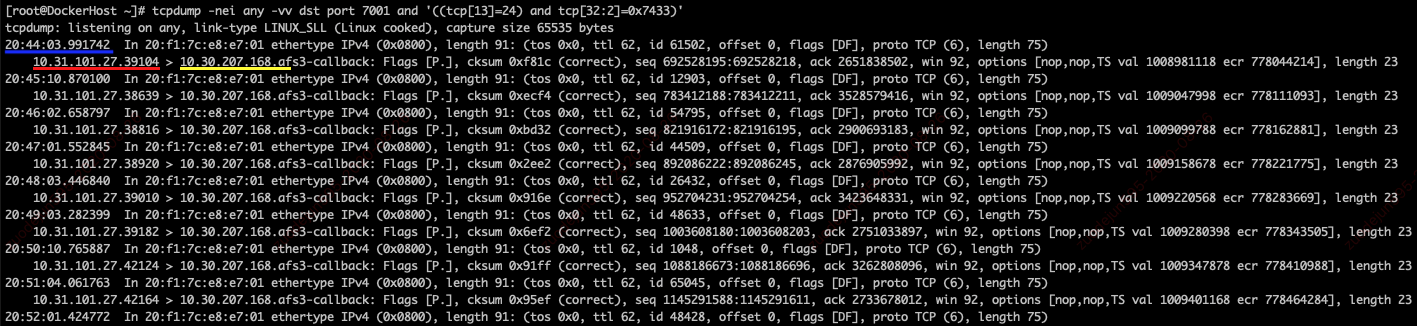 [root@DockerHost ~]# tcpdump -nei any -vv dst port 7001 and '((tcp[13]=24) and tcp[32:2]=0x7433)'
tcpdump: listening on any, link-type LINUX_SLL (Linux cooked), capture size 65535 bytes
20:44:03.991742  In 20:f1:7c:e8:e7:01 ethertype IPv4 (0x0800), length 91: (tos 0x0, ttl 62, id 61502, offset 0, flags [DF], proto TCP (6), length 75)
10.31.101.27.39104 > 10.30.207.168.afs3-callback: Flags [P.], cksum 0xf81c (correct), seq 692528195:692528218, ack 2651838502, win 92, options [nop,nop,TS val 1008981118 ecr 778044214], length 23
20:45:10.870100  In 20:f1:7c:e8:e7:01 ethertype IPv4 (0x0800), length 91: (tos 0x0, ttl 62, id 12903, offset 0, flags [DF], proto TCP (6), length 75)
10.31.101.27.38639 > 10.30.207.168.afs3-callback: Flags [P.], cksum 0xecf4 (correct), seq 783412188:783412211, ack 3528579416, win 92, options [nop,nop,TS val 1009047998 ecr 778111093], length 23
20:46:02.658797  In 20:f1:7c:e8:e7:01 ethertype IPv4 (0x0800), length 91: (tos 0x0, ttl 62, id 54795, offset 0, flags [DF], proto TCP (6), length 75)
10.31.101.27.38816 > 10.30.207.168.afs3-callback: Flags [P.], cksum 0xbd32 (correct), seq 821916172:821916195, ack 2900693183, win 92, options [nop,nop,TS val 1009099788 ecr 778162881], length 23
20:47:01.552845  In 20:f1:7c:e8:e7:01 ethertype IPv4 (0x0800), length 91: (tos 0x0, ttl 62, id 44509, offset 0, flags [DF], proto TCP (6), length 75)
10.31.101.27.38920 > 10.30.207.168.afs3-callback: Flags [P.], cksum 0x2ee2 (correct), seq 892086222:892086245, ack 2876905992, win 92, options [nop,nop,TS val 1009158678 ecr 778221775], length 23
20:48:03.446840  In 20:f1:7c:e8:e7:01 ethertype IPv4 (0x0800), length 91: (tos 0x0, ttl 62, id 26432, offset 0, flags [DF], proto TCP (6), length 75)
10.31.101.27.39010 > 10.30.207.168.afs3-callback: Flags [P.], cksum 0x916e (correct), seq 952704231:952704254, ack 3423648331, win 92, options [nop,nop,TS val 1009220568 ecr 778283669], length 23
20:49:03.282399  In 20:f1:7c:e8:e7:01 ethertype IPv4 (0x0800), length 91: (tos 0x0, ttl 62, id 48633, offset 0, flags [DF], proto TCP (6), length 75)
10.31.101.27.39182 > 10.30.207.168.afs3-callback: Flags [P.], cksum 0x6ef2 (correct), seq 1003608180:1003608203, ack 2751033897, win 92, options [nop,nop,TS val 1009280398 ecr 778343505], length 23
20:50:10.765887  In 20:f1:7c:e8:e7:01 ethertype IPv4 (0x0800), length 91: (tos 0x0, ttl 62, id 1048, offset 0, flags [DF], proto TCP (6), length 75)
10.31.101.27.42124 > 10.30.207.168.afs3-callback: Flags [P.], cksum 0x91ff (correct), seq 1088186673:1088186696, ack 3262808096, win 92, options [nop,nop,TS val 1009347878 ecr 778410988], length 23
20:51:04.061763  In 20:f1:7c:e8:e7:01 ethertype IPv4 (0x0800), length 91: (tos 0x0, ttl 62, id 65045, offset 0, flags [DF], proto TCP (6), length 75)
10.31.101.27.42164 > 10.30.207.168.afs3-callback: Flags [P.], cksum 0x95ef (correct), seq 1145291588:1145291611, ack 2733678012, win 92, options [nop,nop,TS val 1009401168 ecr 778464284], length 23
20:52:01.424772  In 20:f1:7c:e8:e7:01 ethertype IPv4 (0x0800), length 91: (tos 0x0, ttl 62, id 48428, offset 0, flags [DF], proto TCP (6), length 75)